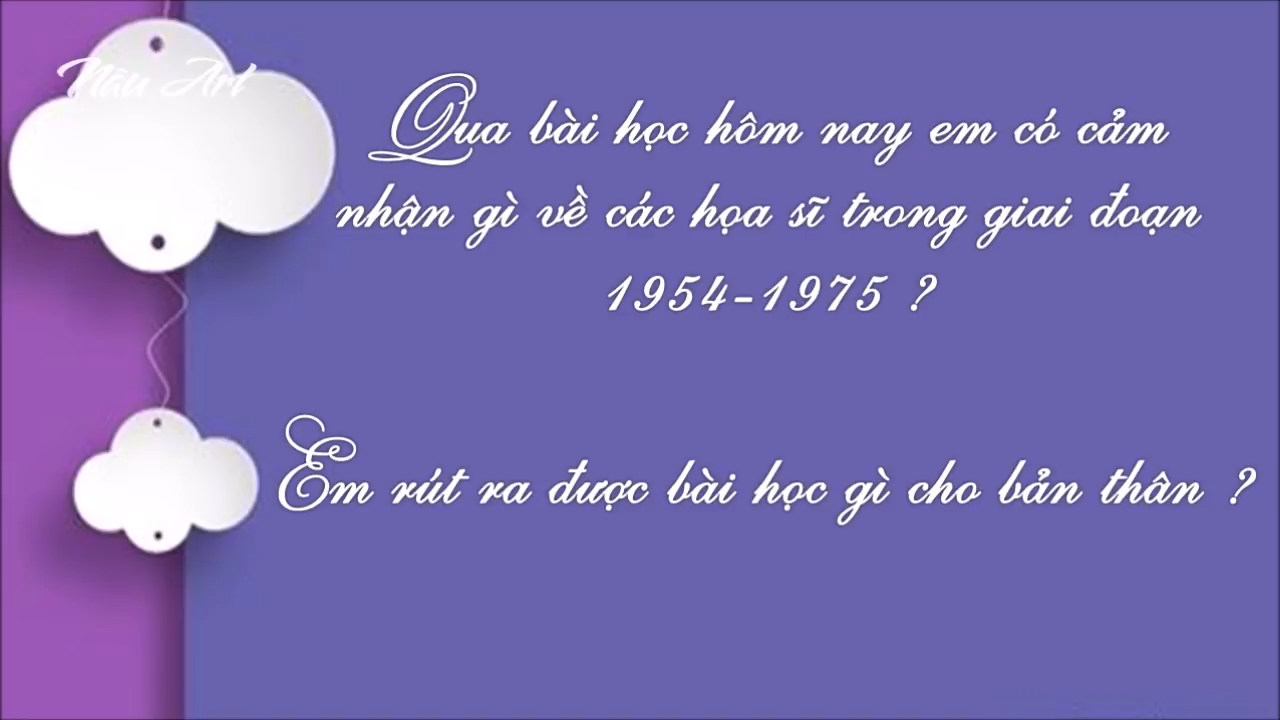 Nâu Art
Qua bài học hôm nay em có cảm
nhận gì về các họa sĩ trong giai đoạn
1954-1975 ?
Em rút ra được bài học gì cho bản thân ?